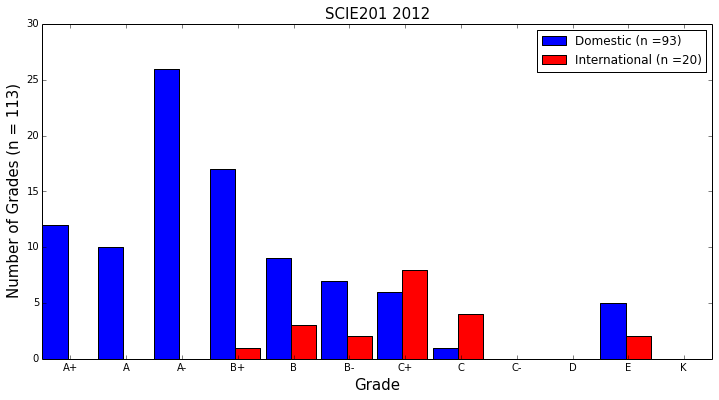 SCIE201 2012
Domestic (n =93)
International (n =20)
Number of Grades (n = 113)
30
25
20
15
10
5
0
A+ A A- B+ B B- C+ C C- D E K
Grade